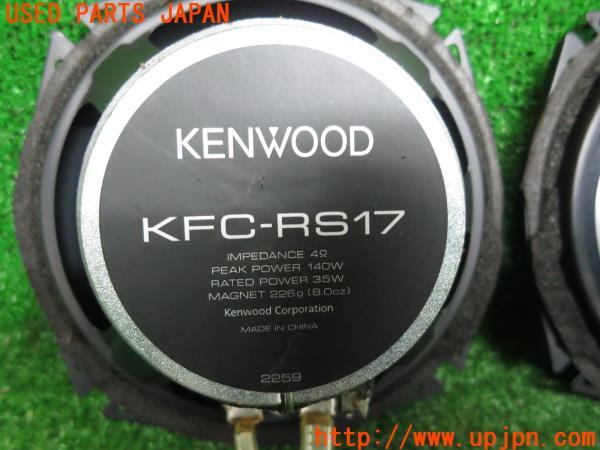 USED PARTS JAPAN
KENWOOD
KFC-RS17
IMPEDANCE 4Ω
PEAK POWER 140W
RATED POWER 35W
MAGNET 226g (8.0oz)
Kenwood Corporation
MADE IN CHINA
2259
http://www.upjpn.com